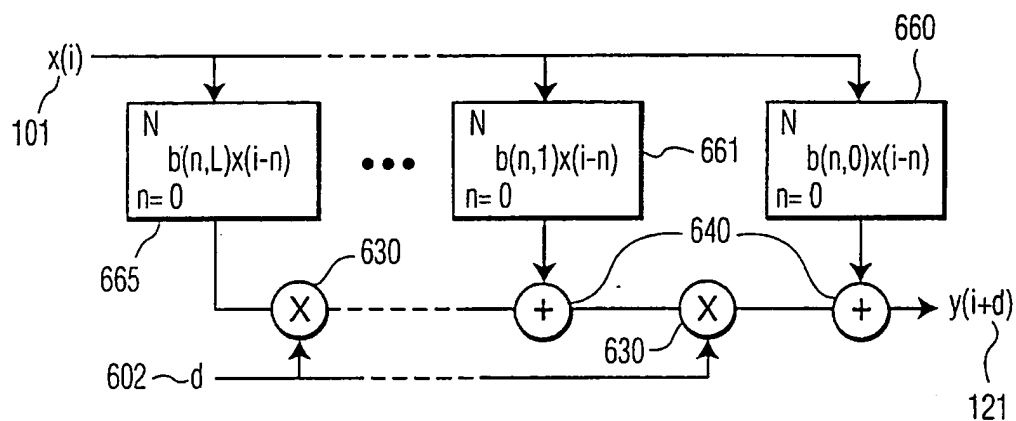 660
x(i)
101
N
b(n,L)x(i-n)
n= 0
N
b(n,1)x(i-n)
n= 0
661
N
b(n,0)x(i-n)
n= 0
665
630
640
X
+
X
+
y(i+d)
630
602
d
121